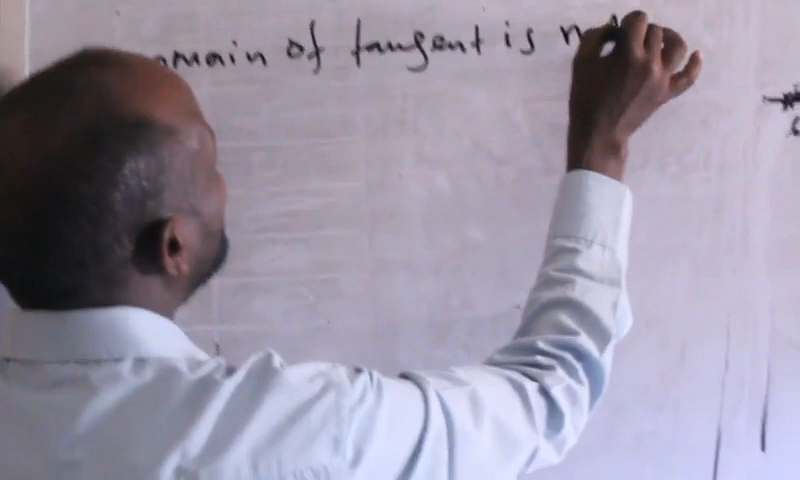 omain of tangent is